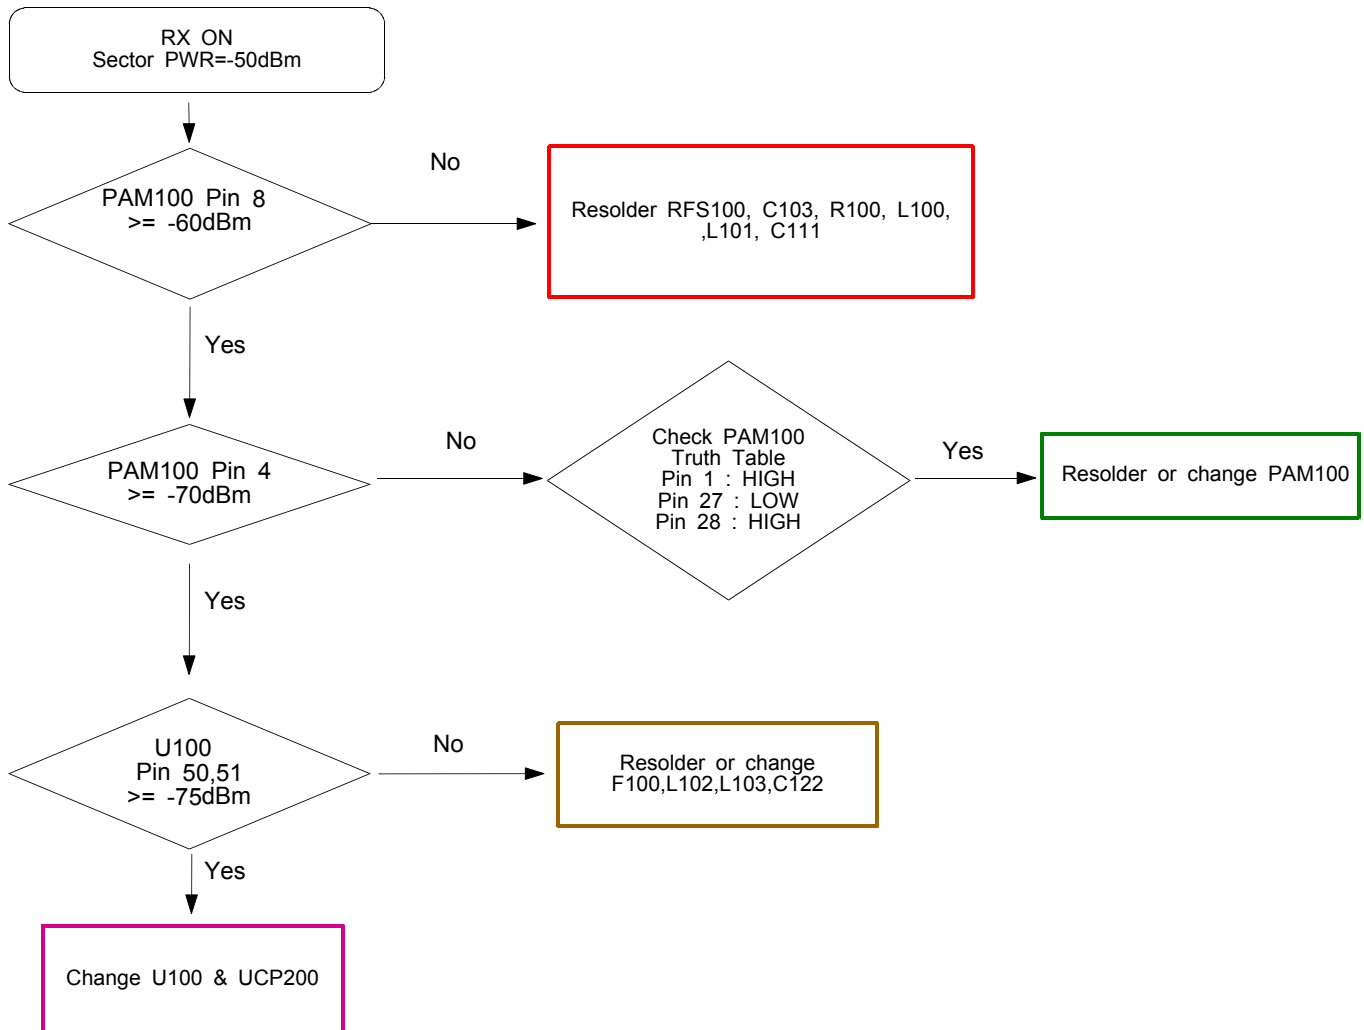 RX ON
Sector PWR=-50dBm
PAM100 Pin 8
>= -60dBm
No
Resolder RFS100, C103, R100, L100,
,L101, C111
Yes
PAM100 Pin 4
>= -70dBm
No
Check PAM100
Truth Table
Pin 1 : HIGH
Pin 27 : LOW
Pin 28 : HIGH
Yes
Resolder or change PAM100
Yes
U100
Pin 50,51
>= -75dBm
No
Resolder or change
F100,L102,L103,C122
Yes
Change U100 & UCP200